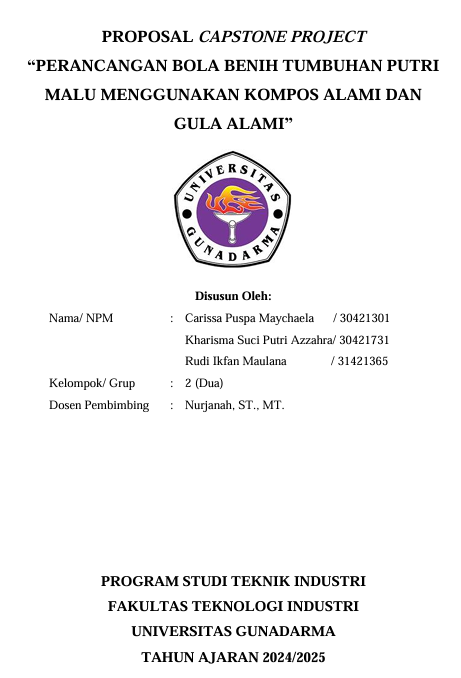 PROPOSAL CAPSTONE PROJECT
“PERANCANGAN BOLA BENIH TUMBUHAN PUTRI
MALU MENGGUNAKAN KOMPOS ALAMI DAN
GULA ALAMI”
UNIVERSITAS
GUNADARMA
Disusun Oleh:
Nama/ NPM : Carissa Puspa Maychaela / 30421301
Kharisma Suci Putri Azzahra/ 30421731
Rudi Ikfan Maulana / 31421365
Kelompok/ Grup : 2 (Dua)
Dosen Pembimbing : Nurjanah, ST., MT.
PROGRAM STUDI TEKNIK INDUSTRI
FAKULTAS TEKNOLOGI INDUSTRI
UNIVERSITAS GUNADARMA
TAHUN AJARAN 2024/2025